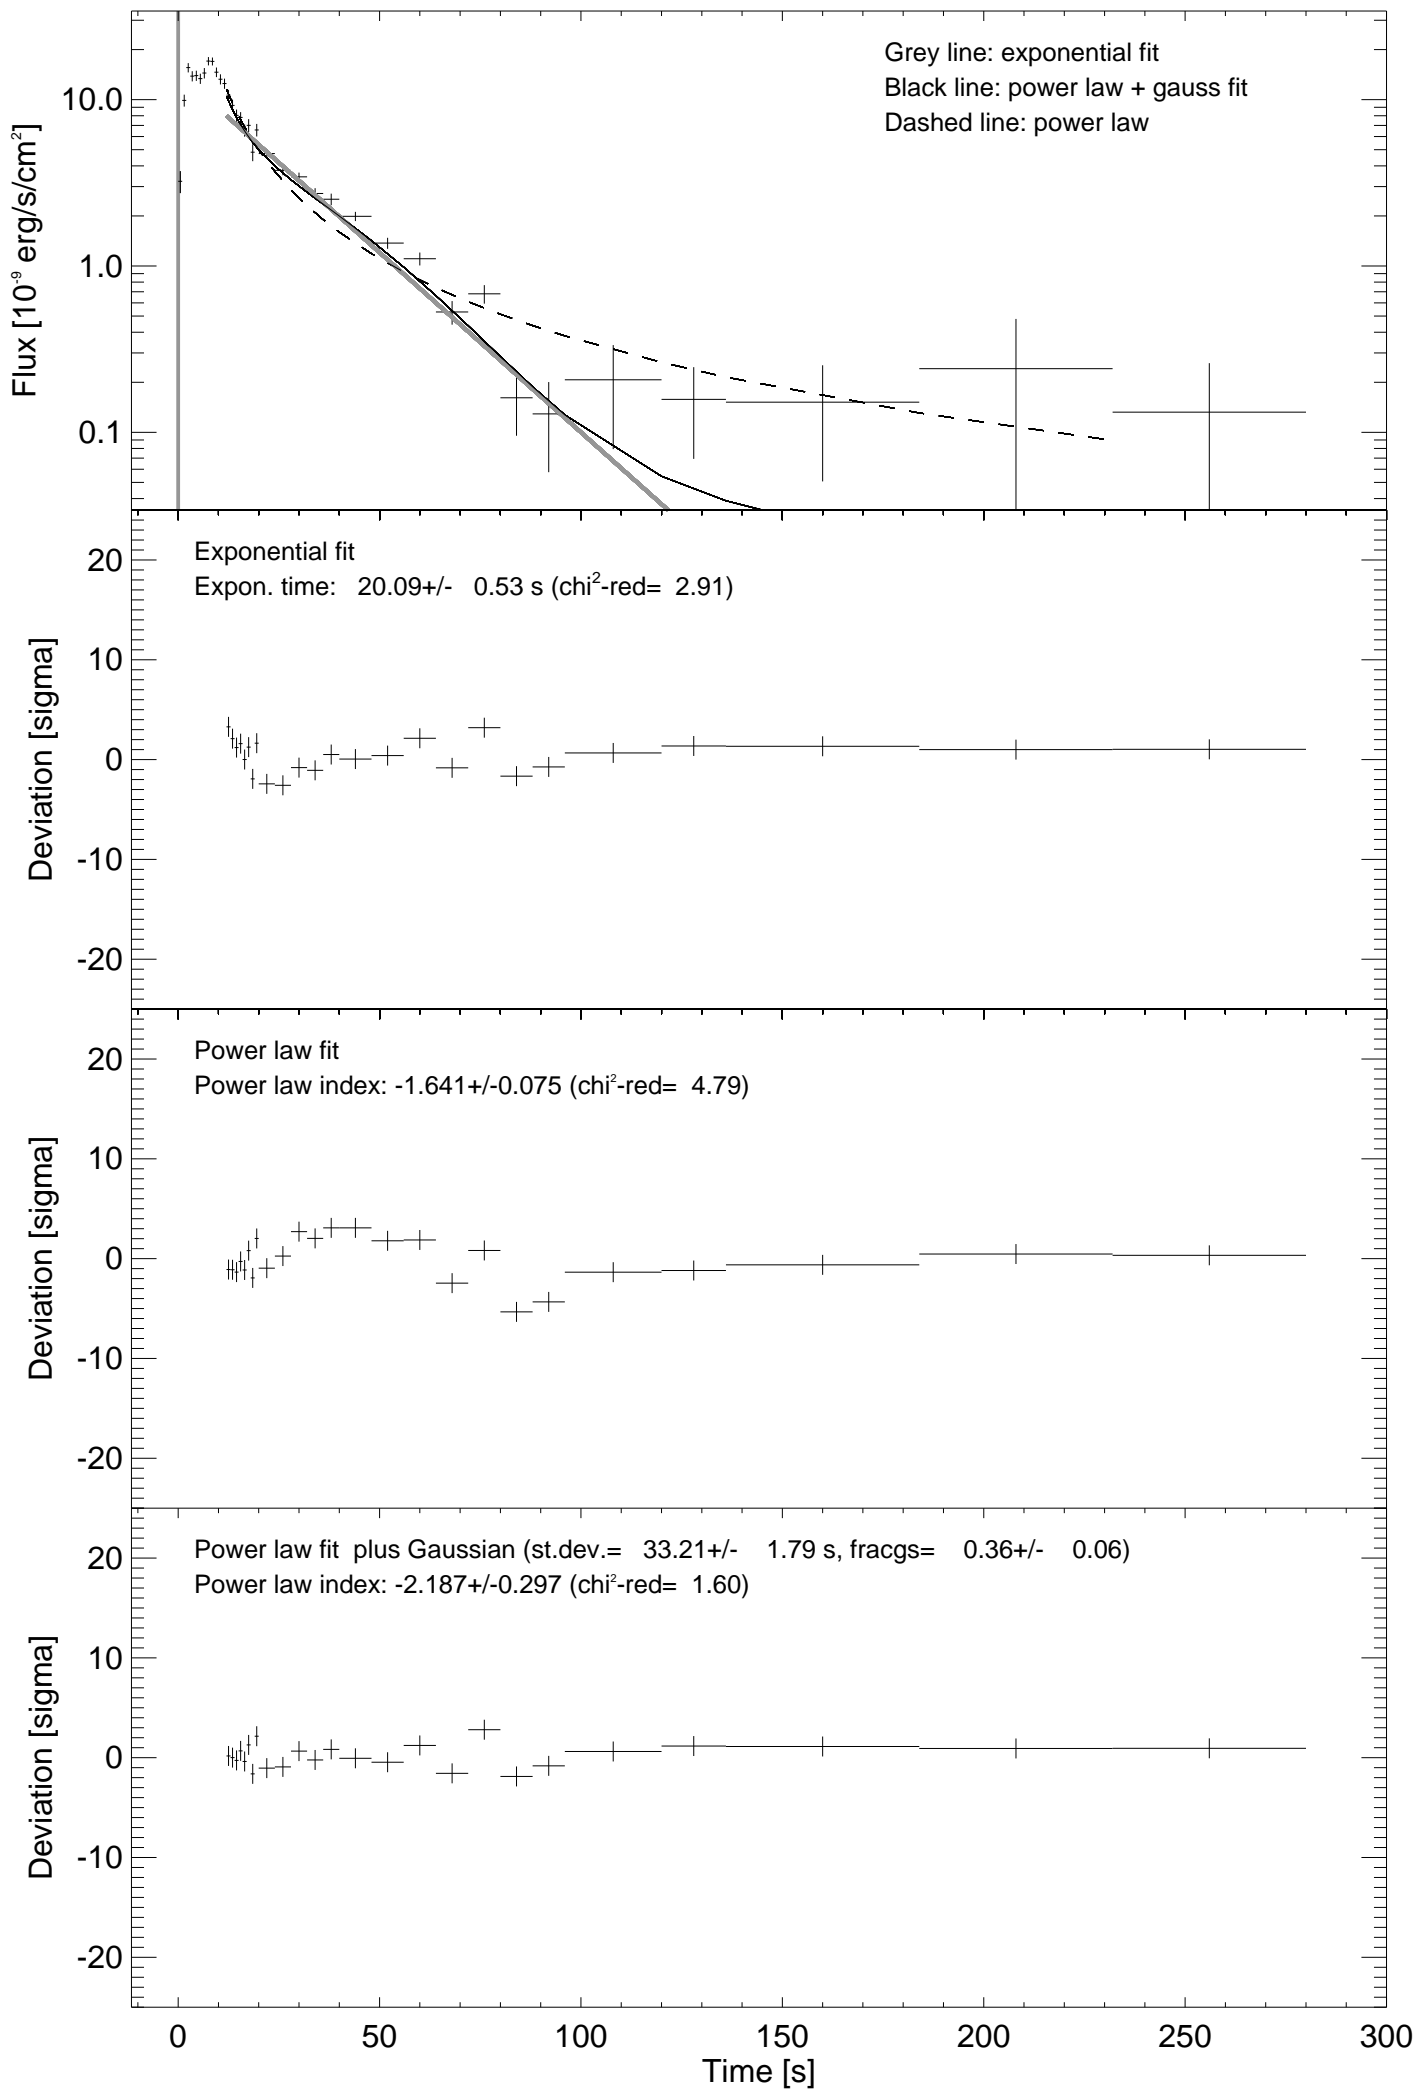 Grey line: exponential fit
Black line: power law + gauss fit
Dashed line: power law
10.0
1.0
0.1
Flux [10⁻⁹ erg/s/cm²]
Exponential fit
Expon. time: 20.09+/- 0.53 s (chi²-red= 2.91)
20
10
0
-10
-20
Deviation [sigma]
Power law fit
Power law index: -1.641+/-0.075 (chi²-red= 4.79)
20
10
0
-10
-20
Deviation [sigma]
Power law fit plus Gaussian (st.dev.= 33.21+/- 1.79 s, fracgs= 0.36+/- 0.06)
Power law index: -2.187+/-0.297 (chi²-red= 1.60)
20
10
0
-10
-20
Deviation [sigma]
0 50 100 150 200 250 300
Time [s]